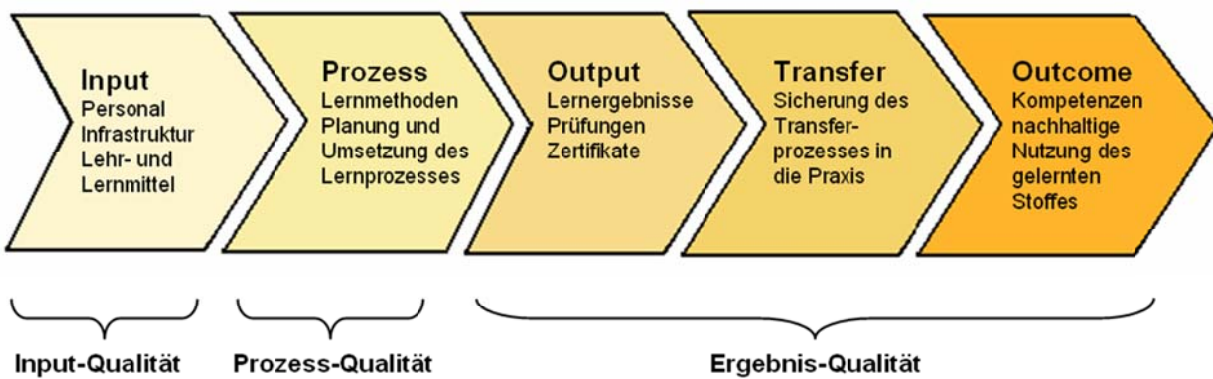 Input
Personal
Infrastruktur
Lehr- und
Lernmittel
Prozess
Lernmethoden
Planung und
Umsetzung des
Lernprozesses
Output
Lernergebnisse
Prüfungen
Zertifikate
Transfer
Sicherung des
Transfer-
prozesses in
die Praxis
Outcome
Kompetenzen
nachhaltige
Nutzung des
gelernten
Stoffes
Input-Qualität
Prozess-Qualität
Ergebnis-Qualität